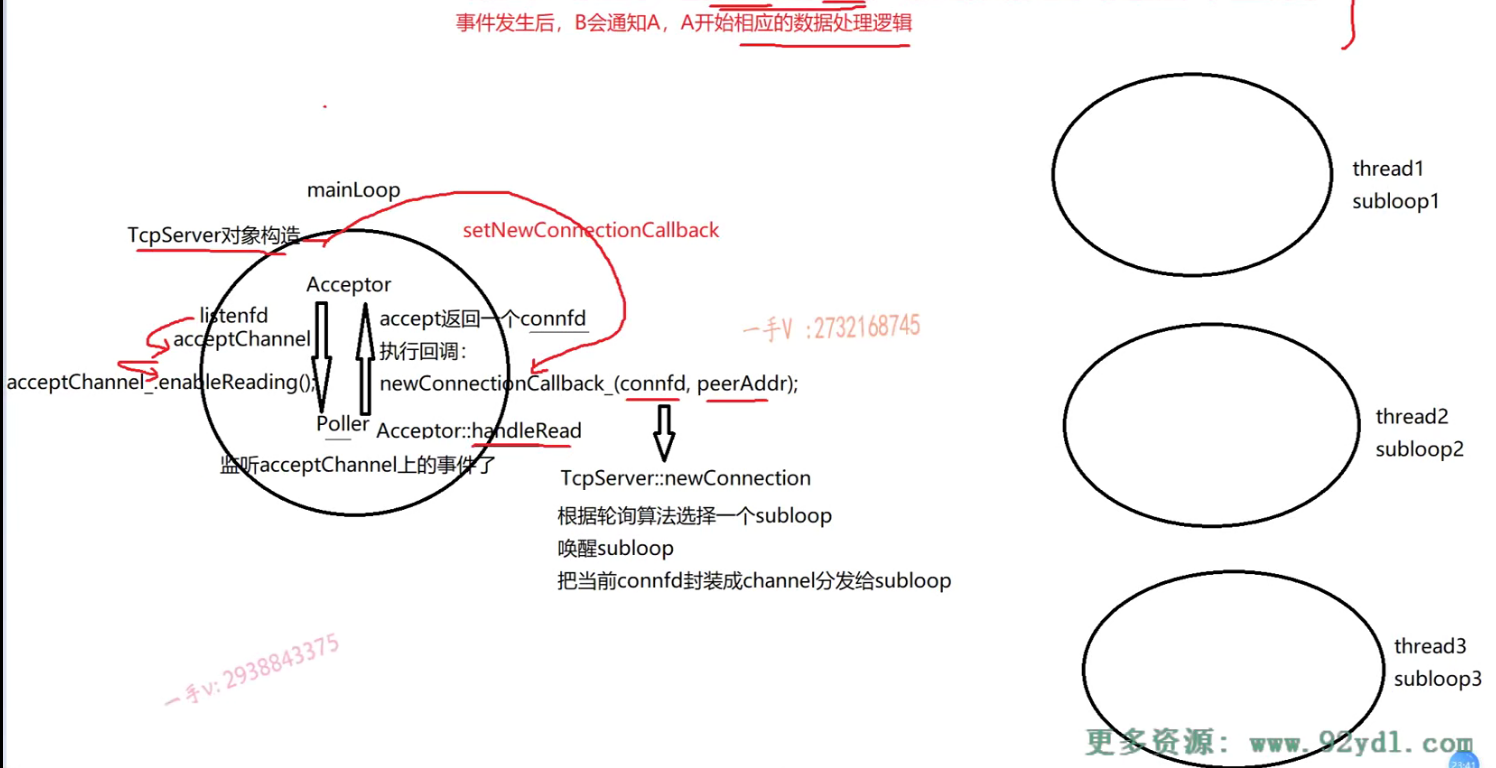 事件发生后，B会通知A，A开始相应的数据处理逻辑
mainLoop
TcpServer对象构造
setNewConnectionCallback
Acceptor
listenfd
acceptChannel
accept返回一个connfd
执行回调：
acceptChannel_.enableReading();
newConnectionCallback_(connfd, peerAddr);
Poller
Acceptor::handleRead
监听acceptChannel上的事件了
TcpServer::newConnection
根据轮询算法选择一个subloop
唤醒subloop
把当前connfd封装成channel分发给subloop
thread1
subloop1
thread2
subloop2
thread3
subloop3
一手V :2732168745
一手v:2938843375
更多资源：www.92ydl.com
23:41